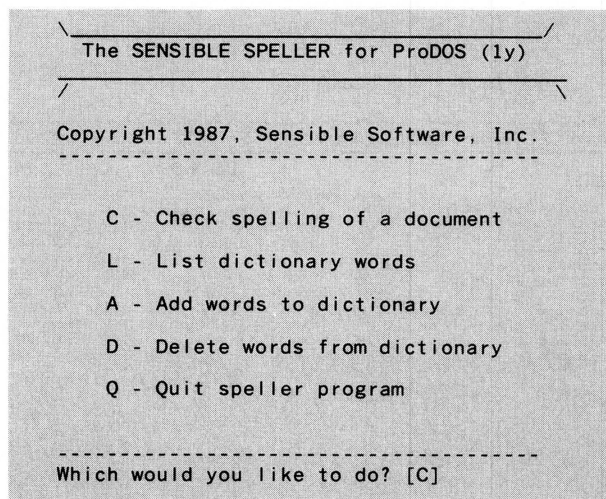 The SENSIBLE SPELLER for ProDOS (1y)
Copyright 1987, Sensible Software, Inc.
C - Check spelling of a document
L - List dictionary words
A - Add words to dictionary
D - Delete words from dictionary
Q - Quit speller program
Which would you like to do? [C]